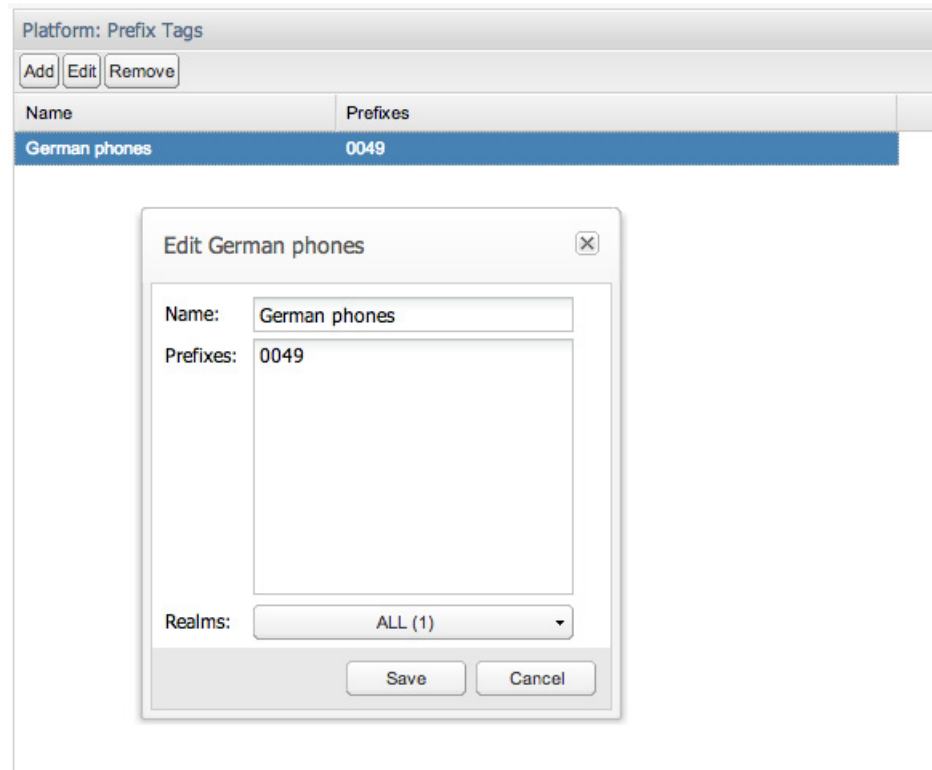 Platform: Prefix Tags
Add Edit Remove
Name Prefixes
German phones 0049
Edit German phones
Name: German phones
Prefixes: 0049
Realms: ALL (1)
Save Cancel